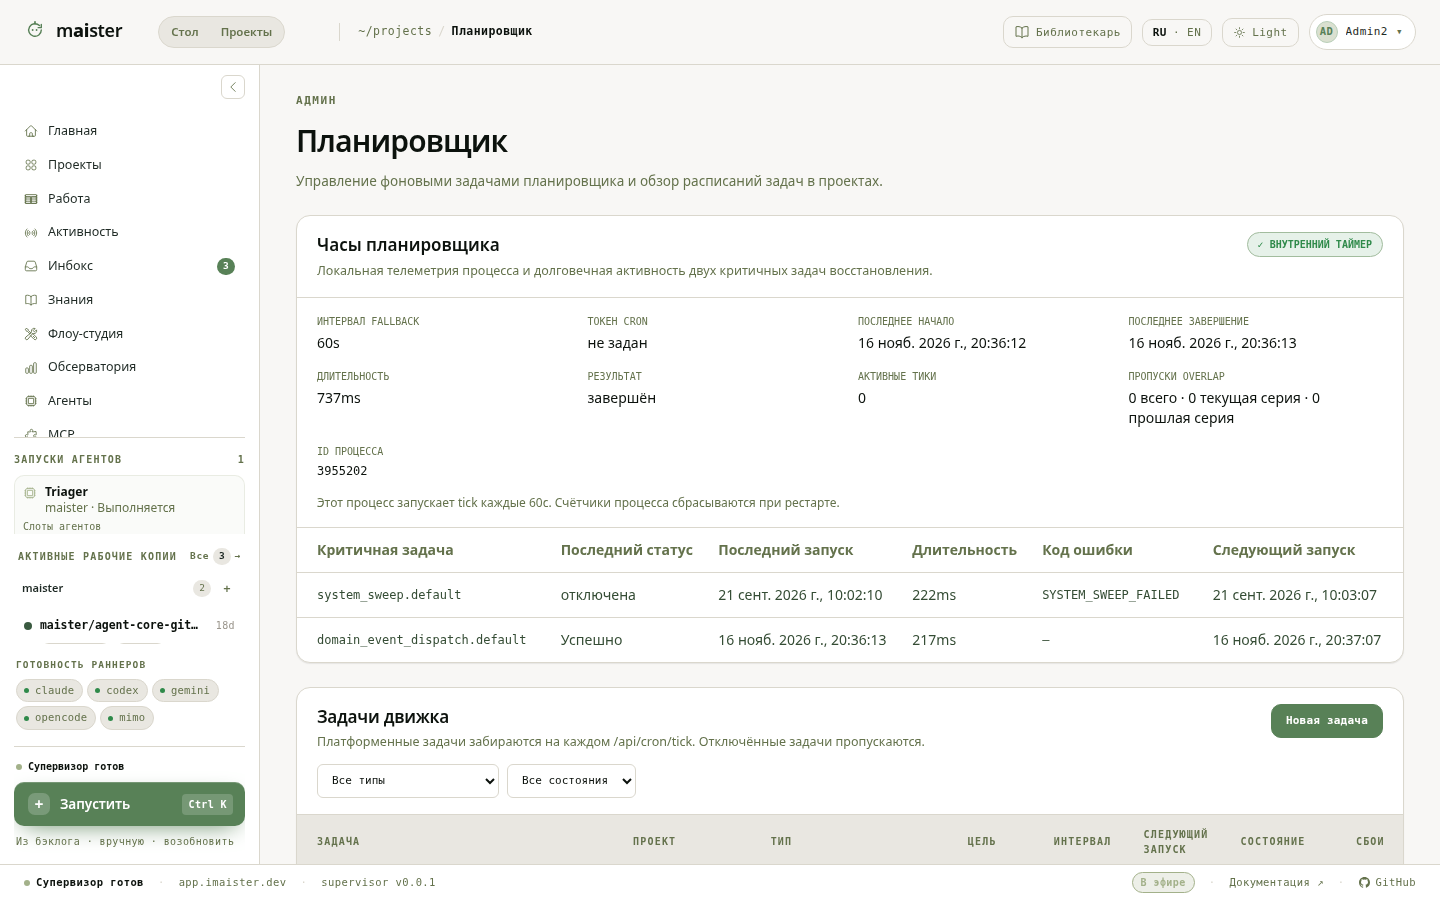 maister
Стол Проекты
~/projects / Планировщик
Библиотекарь
RU · EN
Light
AD Admin2 ▾
Главная
Проекты
Работа
Активность
Инбокс 3
Знания
Флоу-студия
Обсерватория
Агенты
MCP
ЗАПУСКИ АГЕНТОВ 1
Triager
maister · Выполняется
Слоты агентов
АКТИВНЫЕ РАБОЧИЕ КОПИИ Все 3 →
maister 2 +
maister/agent-core-git… 18d
ГОТОВНОСТЬ РАННЕРОВ
claude codex gemini
opencode mimo
Супервизор готов
+ Запустить Ctrl K
Из бэклога · вручную · возобновить
АДМИН
Планировщик
Управление фоновыми задачами планировщика и обзор расписаний задач в проектах.
Часы планировщика
✓ ВНУТРЕННИЙ ТАЙМЕР
Локальная телеметрия процесса и долговечная активность двух критичных задач восстановления.
ИНТЕРВАЛ FALLBACK ТОКЕН CRON ПОСЛЕДНЕЕ НАЧАЛО ПОСЛЕДНЕЕ ЗАВЕРШЕНИЕ
60s не задан 16 нояб. 2026 г., 20:36:12 16 нояб. 2026 г., 20:36:13
ДЛИТЕЛЬНОСТЬ РЕЗУЛЬТАТ АКТИВНЫЕ ТИКИ ПРОПУСКИ OVERLAP
737ms завершён 0 0 всего · 0 текущая серия · 0
прошлая серия
ID ПРОЦЕССА
3955202
Этот процесс запускает tick каждые 60с. Счётчики процесса сбрасываются при рестарте.
Критичная задача Последний статус Последний запуск Длительность Код ошибки Следующий запуск
system_sweep.default отключена 21 сент. 2026 г., 10:02:10 222ms SYSTEM_SWEEP_FAILED 21 сент. 2026 г., 10:03:07
domain_event_dispatch.default Успешно 16 нояб. 2026 г., 20:36:13 217ms — 16 нояб. 2026 г., 20:37:07
Задачи движка
Новая задача
Платформенные задачи забираются на каждом /api/cron/tick. Отключённые задачи пропускаются.
Все типы Все состояния
ЗАДАЧА ПРОЕКТ ТИП ЦЕЛЬ ИНТЕРВАЛ СЛЕДУЮЩИЙ ЗАПУСК СОСТОЯНИЕ СБОИ
Супервизор готов · app.imaister.dev · supervisor v0.0.1
В эфире · Документация ↗ · GitHub